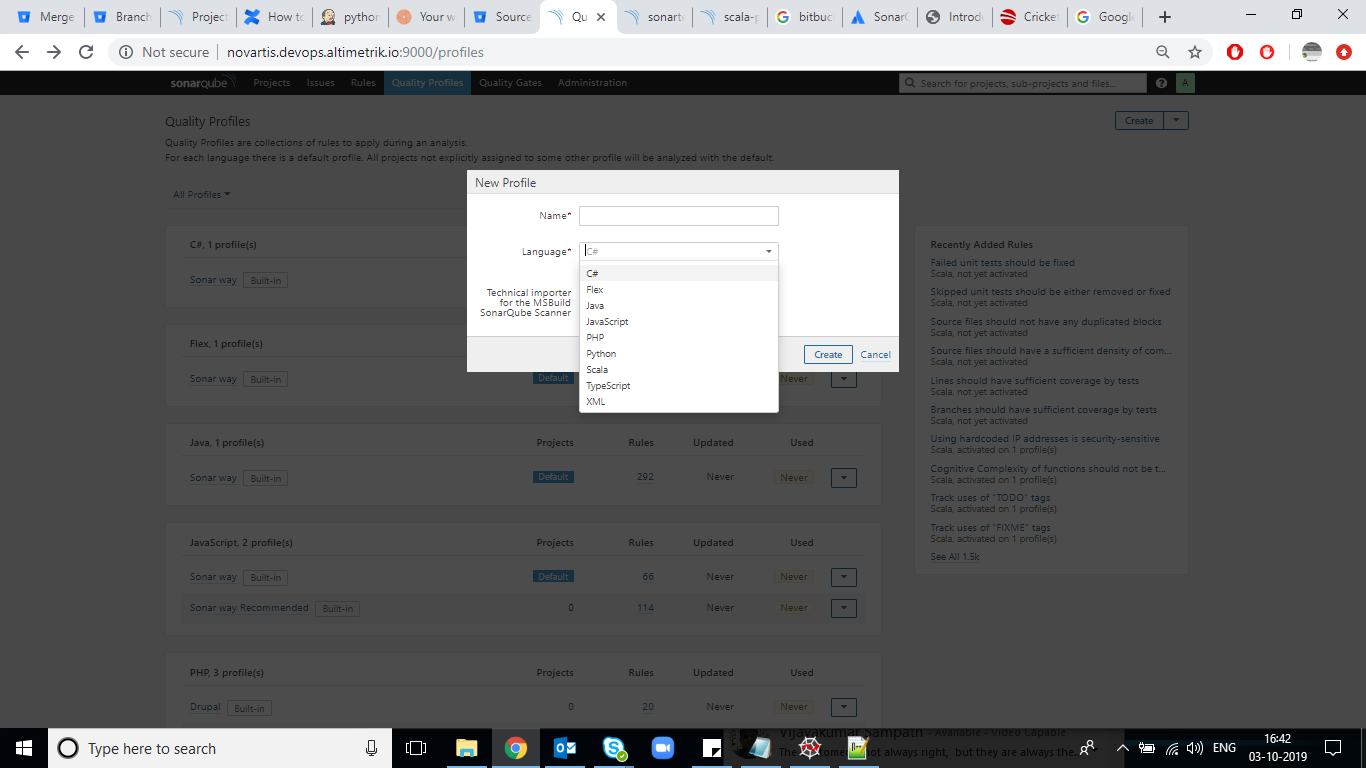 Merge
Branch
Project
How to
python
Your w
Source
Qu
sonart
scala-p
bitbuc
SonarQ
Introdu
Cricket
Google
Not secure
novartis.devops.altimetrik.io:9000/profiles
sonarqube
Projects
Issues
Rules
Quality Profiles
Quality Gates
Administration
Search for projects, sub-projects and files...
A
Quality Profiles
Create
Quality Profiles are collections of rules to apply during an analysis.
For each language there is a default profile. All projects not explicitly assigned to some other profile will be analyzed with the default.
All Profiles
New Profile
Name*
Language*
C#
C#
Flex
Java
JavaScript
PHP
Python
Scala
TypeScript
XML
Technical importer
for the MSBuild
SonarQube Scanner
Create
Cancel
C#, 1 profile(s)
Sonar way Built-in
Flex, 1 profile(s)
Sonar way Built-in Default Never
Java, 1 profile(s) Projects Rules Updated Used
Sonar way Built-in Default 292 Never Never
JavaScript, 2 profile(s) Projects Rules Updated Used
Sonar way Built-in Default 66 Never Never
Sonar way Recommended Built-in 0 114 Never Never
PHP, 3 profile(s) Projects Rules Updated Used
Drupal Built-in 0 20 Never Never
Recently Added Rules
Failed unit tests should be fixed
Scala, not yet activated
Skipped unit tests should be either removed or fixed
Scala, not yet activated
Source files should not have any duplicated blocks
Scala, not yet activated
Source files should have a sufficient density of com...
Scala, not yet activated
Lines should have sufficient coverage by tests
Scala, not yet activated
Branches should have sufficient coverage by tests
Scala, not yet activated
Using hardcoded IP addresses is security-sensitive
Scala, activated on 1 profile(s)
Cognitive Complexity of functions should not be t...
Scala, activated on 1 profile(s)
Track uses of "TODO" tags
Scala, activated on 1 profile(s)
Track uses of "FIXME" tags
Scala, activated on 1 profile(s)
See All 1.5k
Type here to search
Vijayakumar Sampath - Available - Video Capable
not always right, but they are always the...
ENG
16:42
03-10-2019